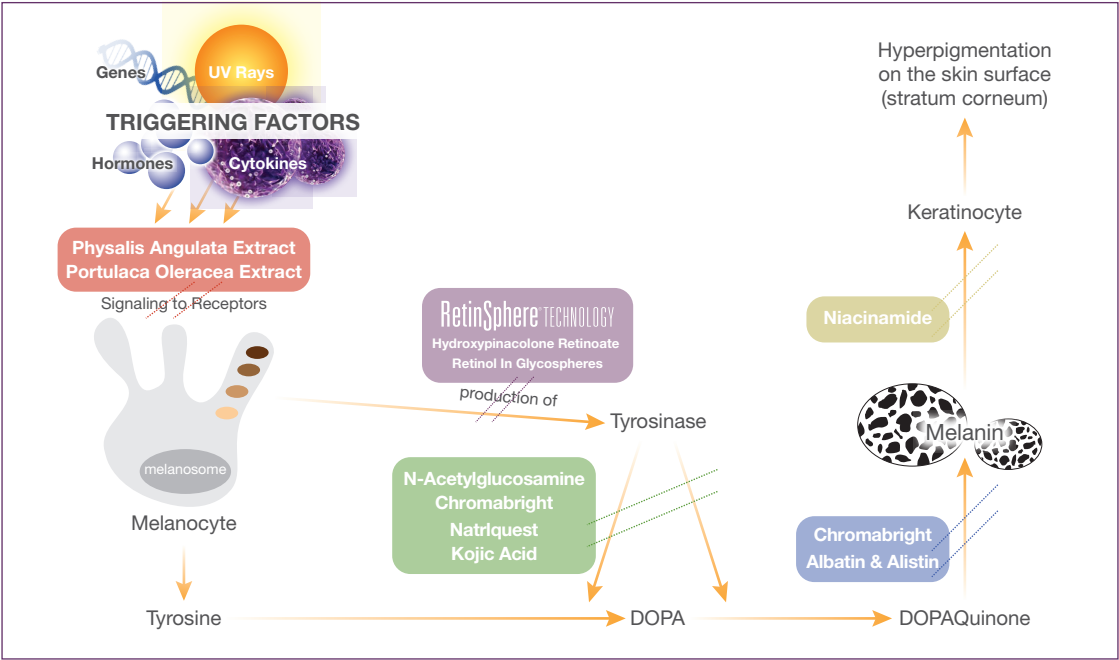 Genes
UV Rays
TRIGGERING FACTORS
Hormones
Cytokines
Physalis Angulata Extract
Portulaca Oleracea Extract
Signaling to Receptors
melanosome
Melanocyte
Tyrosine
RetinSphere® TECHNOLOGY
Hydroxypinacolone Retinoate
Retinol In Glycospheres
production of
Tyrosinase
N-Acetylglucosamine
Chromabright
Natrlquest
Kojic Acid
DOPA
DOPAQuinone
Chromabright
Albatin & Alistin
Melanin
Niacinamide
Keratinocyte
Hyperpigmentation
on the skin surface
(stratum corneum)